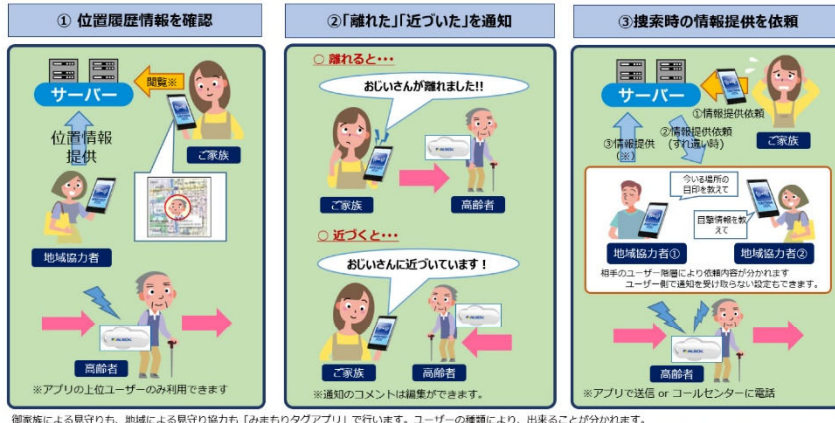 ① 位置履歴情報を確認
サーバー
閲覧※
位置情報
提供
ご家族
地域協力者
高齢者
※アプリの上位ユーザーのみ利用できます
②「離れた」「近づいた」を通知
○ 離れると・・・
おじいさんが離れました!!
ご家族
高齢者
○ 近づくと・・・
おじいさんに近づいています！
ご家族
高齢者
※通知のコメントは編集ができます。
③捜索時の情報提供を依頼
サーバー
①情報提供依頼
ご家族
②情報提供依頼
(すれ違い時)
③情報提供
(※)
今いる場所の
目印を教えて
目撃情報を教
えて
地域協力者①
地域協力者②
相手のユーザー階層により依頼内容が分かれます
ユーザー側で通知を受け取らない設定もできます。
高齢者
※アプリで送信 or コールセンターに電話
御家族による見守りも、地域による見守り協力も「みまもりタグアプリ」で行います。ユーザーの種類により、出来ることが分かれます。